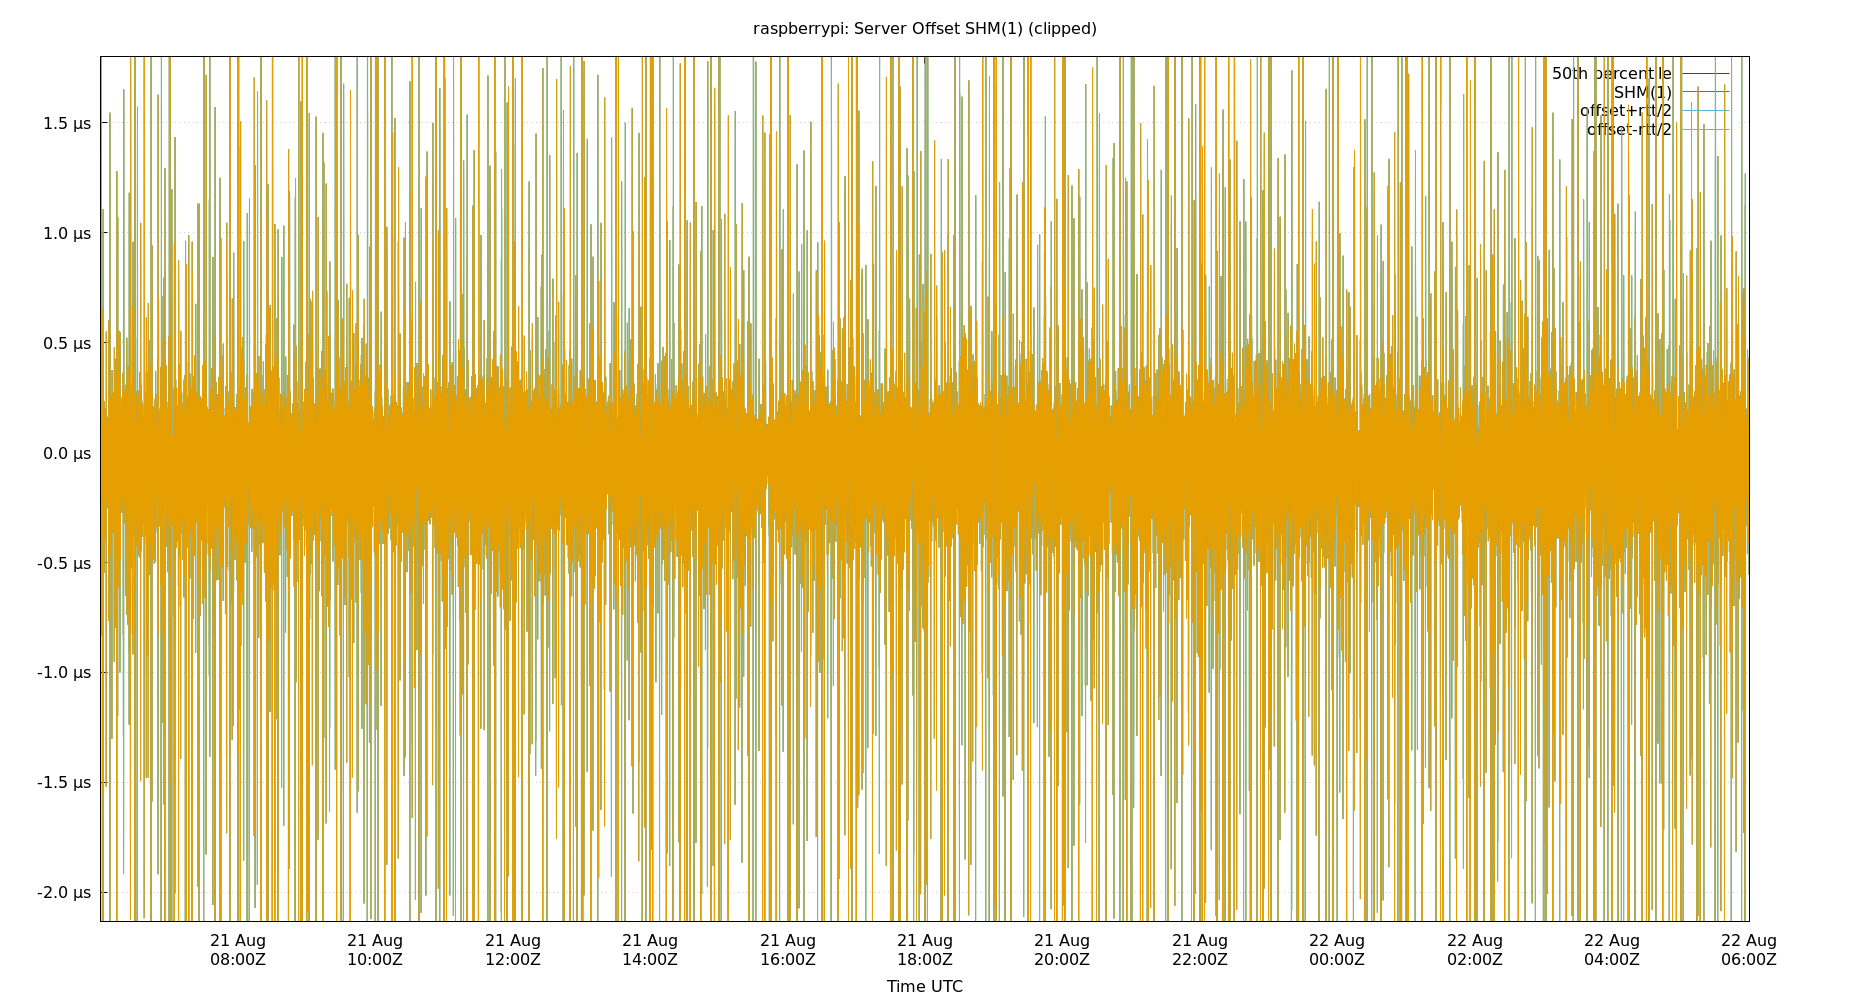 raspberrypi: Server Offset SHM(1) (clipped)
50th percentile
SHM(1)
offset+rtt/2
offset-rtt/2
1.5 µs
1.0 µs
0.5 µs
0.0 µs
-0.5 µs
-1.0 µs
-1.5 µs
-2.0 µs
21 Aug 21 Aug 21 Aug 21 Aug 21 Aug 21 Aug 21 Aug 21 Aug 22 Aug 22 Aug 22 Aug 22 Aug
08:00Z 10:00Z 12:00Z 14:00Z 16:00Z 18:00Z 20:00Z 22:00Z 00:00Z 02:00Z 04:00Z 06:00Z
Time UTC